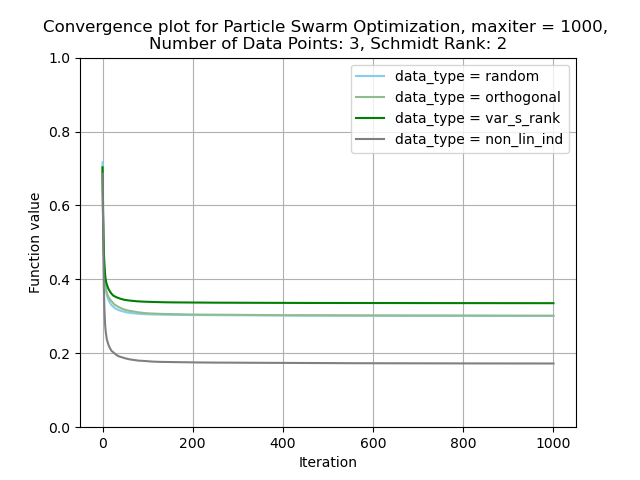 Convergence plot for Particle Swarm Optimization, maxiter = 1000,
Number of Data Points: 3, Schmidt Rank: 2
data_type = random
data_type = orthogonal
data_type = var_s_rank
data_type = non_lin_ind
Function value
1.0
0.8
0.6
0.4
0.2
0.0
0 200 400 600 800 1000
Iteration